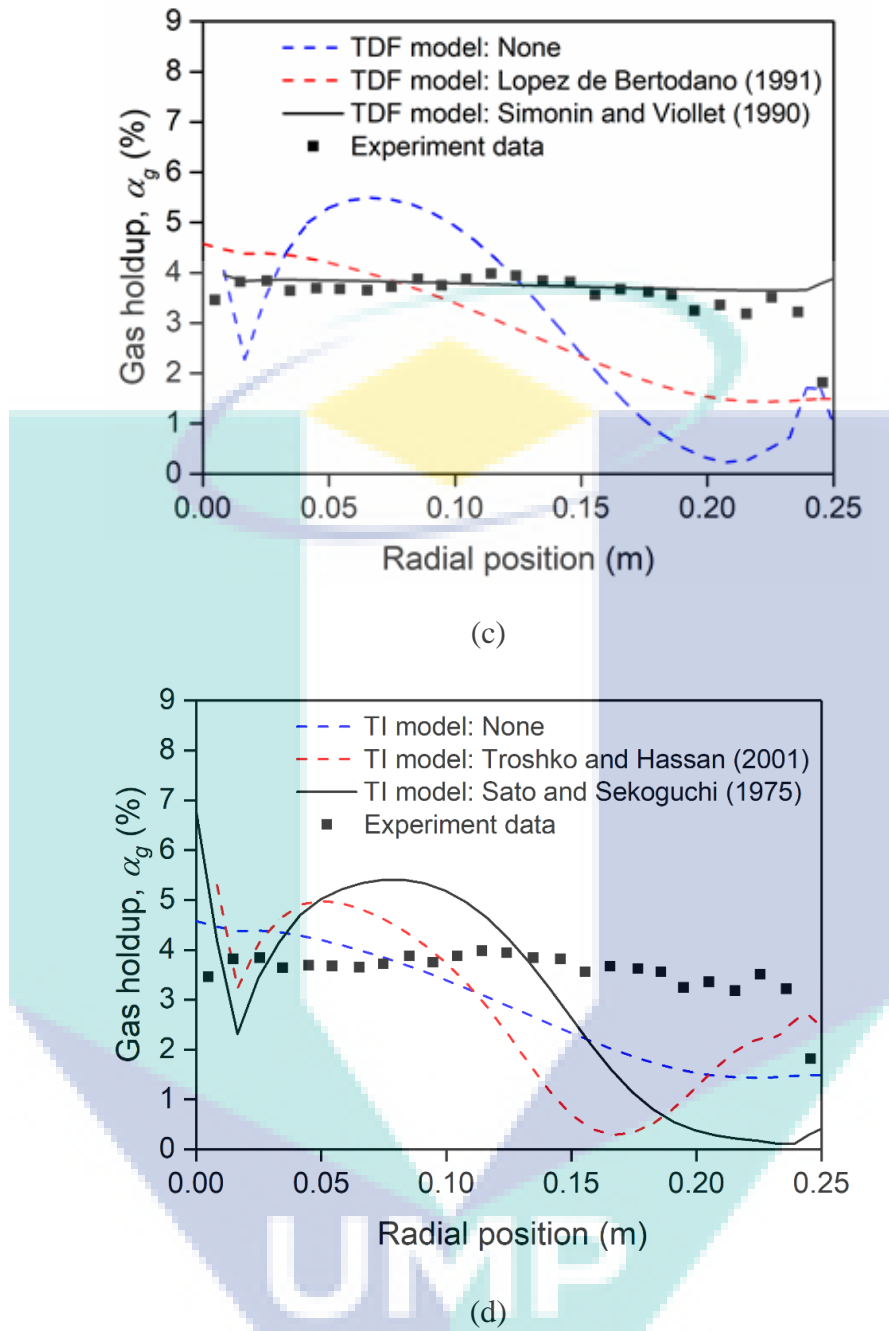 9
8
7
6
5
4
3
2
1
0
Gas holdup, α_g (%)
TDF model: None
TDF model: Lopez de Bertodano (1991)
TDF model: Simonin and Viollet (1990)
Experiment data
0.00 0.05 0.10 0.15 0.20 0.25
Radial position (m)
(c)
9
8
7
6
5
4
3
2
1
0
Gas holdup, α_g (%)
TI model: None
TI model: Troshko and Hassan (2001)
TI model: Sato and Sekoguchi (1975)
Experiment data
0.00 0.05 0.10 0.15 0.20 0.25
Radial position (m)
UMP
(d)